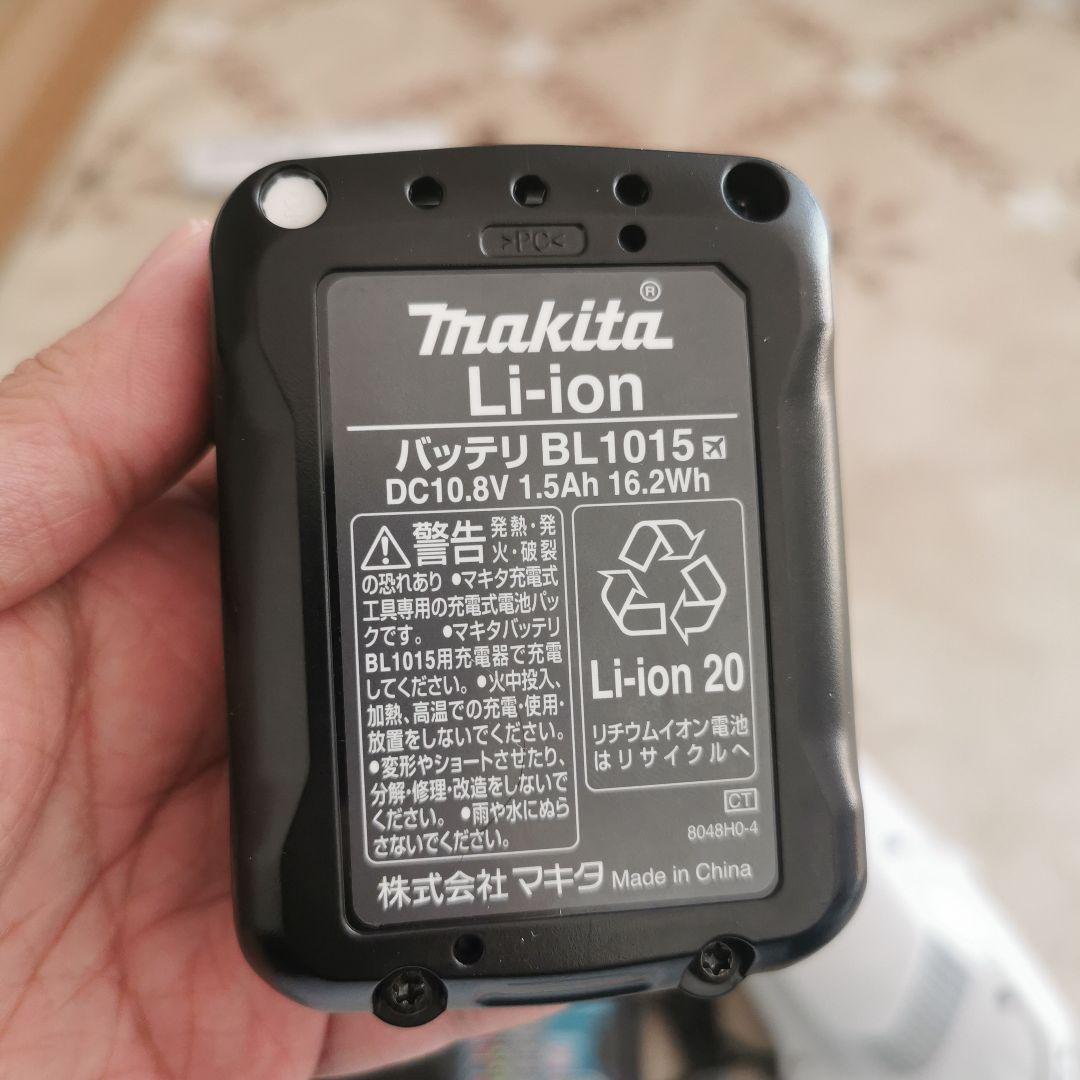 >PC<
makita®
Li-ion
バッテリ BL1015
DC10.8V 1.5Ah 16.2Wh
警告 発熱・発
火・破裂
の恐れあり ●マキタ充電式
工具専用の充電式電池パッ
クです。 ●マキタバッテリ
BL1015用充電器で充電
してください。●火中投入、
加熱、高温での充電・使用・
放置をしないでください。
●変形やショートさせたり、
分解・修理・改造をしないで
ください。 ●雨や水にぬら
さないでください。
Li-ion 20
リチウムイオン電池
はリサイクルへ
CT
8048H0-4
株式会社 マキタ Made in China